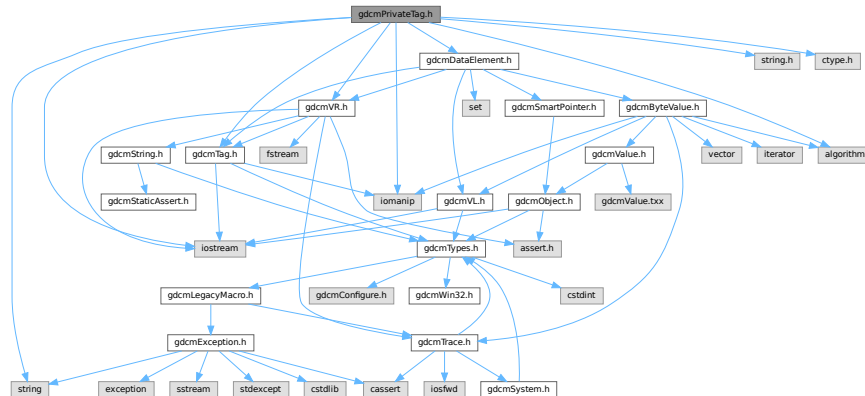 gdcmPrivateTag.h
gdcmDataElement.h
string.h
ctype.h
gdcmVR.h
set
gdcmSmartPointer.h
gdcmByteValue.h
gdcmString.h
gdcmTag.h
fstream
gdcmValue.h
vector
iterator
algorithm
gdcmStaticAssert.h
iomanip
gdcmVL.h
gdcmObject.h
gdcmValue.txx
iostream
gdcmTypes.h
assert.h
gdcmLegacyMacro.h
gdcmConfigure.h
gdcmWin32.h
cstdint
gdcmException.h
gdcmTrace.h
string
exception
sstream
stdexcept
cstdlib
cassert
iosfwd
gdcmSystem.h